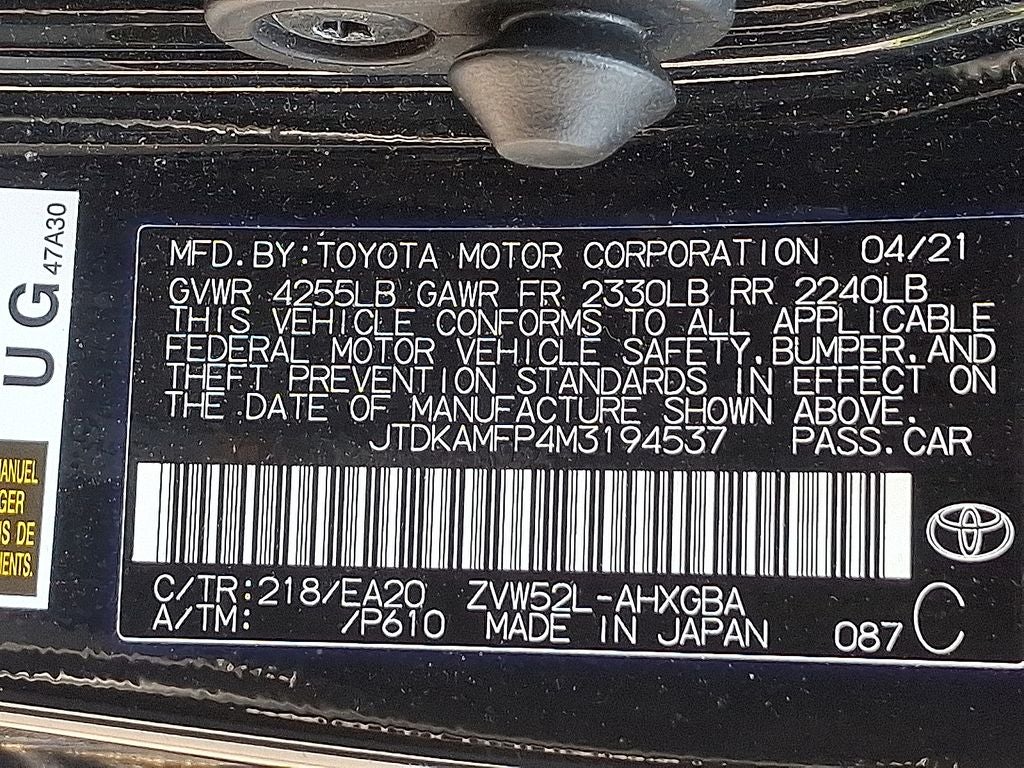 MFD.BY:TOYOTA MOTOR CORPORATION 04/21
GVWR 4255LB GAWR FR 2330LB RR 2240LB
THIS VEHICLE CONFORMS TO ALL APPLICABLE
FEDERAL MOTOR VEHICLE SAFETY,BUMPER,AND
THEFT PREVENTION STANDARDS IN EFFECT ON
THE DATE OF MANUFACTURE SHOWN ABOVE.
JTDKAMFP4M3194537 PASS.CAR
C/TR:218/EA20 ZVW52L-AHXGBA
A/TM: /P610 MADE IN JAPAN 087 C
UG
47A30
DE